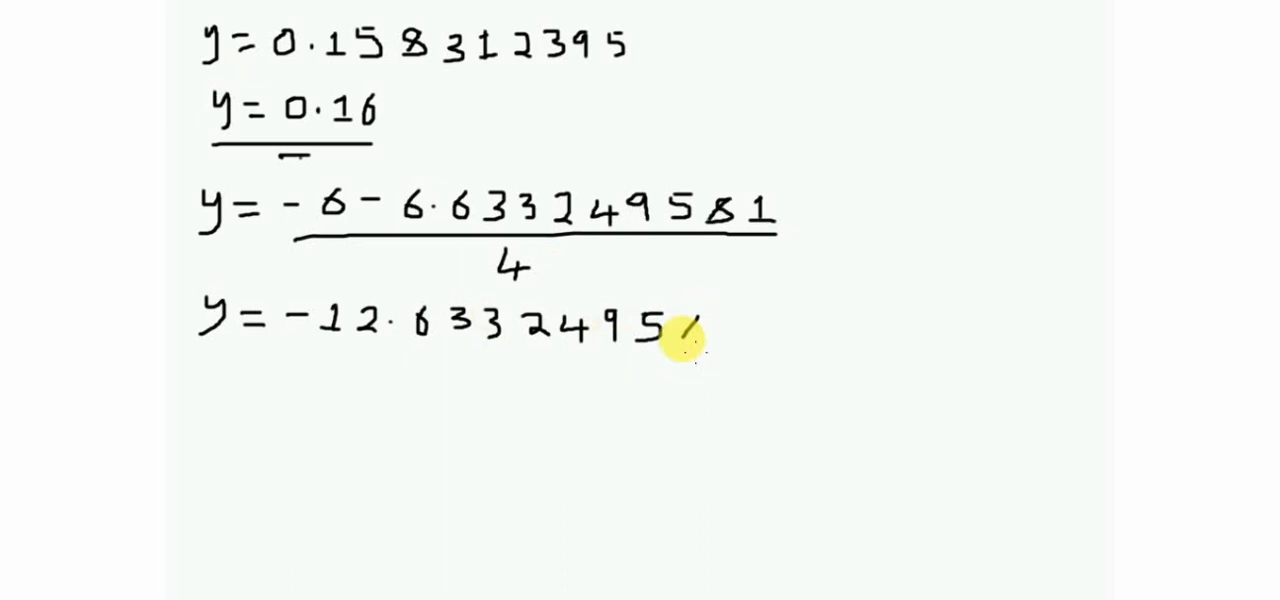 y = 0.158312395
y = 0.16
y = - 6 - 6.633249581
4
y = - 12.6332495